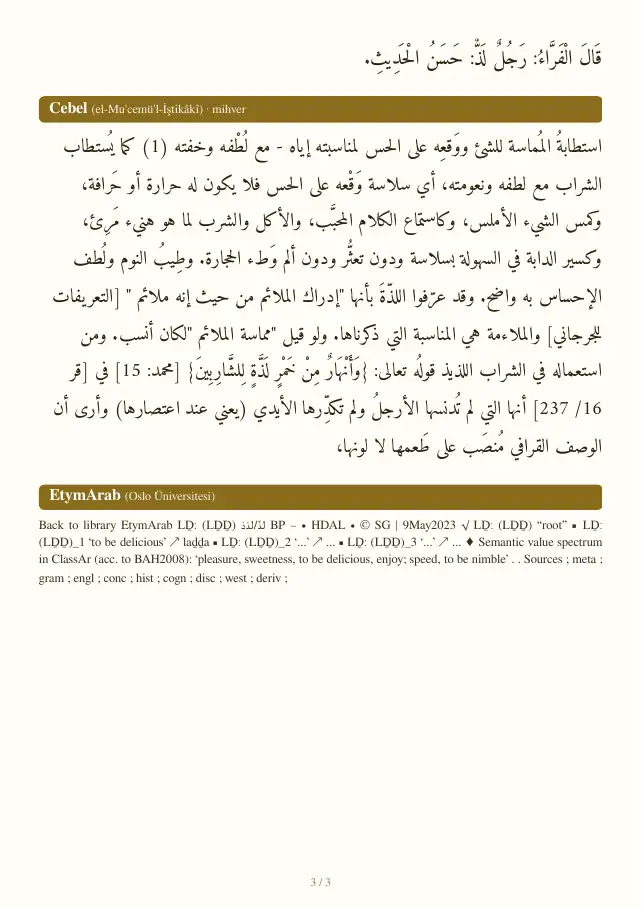 قَالَ الْفَرَّاءُ: رَجُلٌ لَذٌّ: حَسَنُ الْحَدِيثِ.
Cebel (el-Mu'cemü'l-İştikâkî) · mihver
استطابةُ المُماسة للشئ ووَقعِه على الحس لمناسبته إياه - مع لُطْفه وخفته (1) كما يُستطاب
الشراب مع لطفه ونعومته، أي سلاسة وَقْعه على الحس فلا يكون له حرارة أو حَرافة،
وكمس الشيء الأملس، وكاستماع الكلام المحبَّب، والأكل والشرب لما هو هنيء مَرِئ،
وكسير الدابة في السهولة بسلاسة ودون تعثُّر ودون ألم وَطء الحجارة. وطِيبُ النوم ولُطف
الإحساس به واضح. وقد عرّفوا اللذّةَ بأنها "إدراك الملائم من حيث إنه ملائم " [التعريفات
للجرجاني] والملاءمة هي المناسبة التي ذكرناها. ولو قيل "مماسة الملائم "لكان أنسب. ومن
استعماله في الشراب اللذيذ قولُه تعالى: {وَأَنْهَارٌ مِنْ خَمْرٍ لَذَّةٍ لِلشَّارِبِينَ} [محمد: 15] في [قر
16/ 237] أنها التي لم تُدنسها الأرجلُ ولم تكدِّرها الأيدي (يعني عند اعتصارها) وأرى أن
الوصف القرافي مُنصَب على طَعمها لا لونها،
EtymArab (Oslo Üniversitesi)
Back to library EtymArab LḎː (LḎḎ) لذّ/لذذ BP – • HDAL • © SG | 9May2023 √ LḎː (LḎḎ) “root” ▪ LḎː
(LḎḎ)_1 ‘to be delicious’ ↗ laḏḏa ▪ LḎː (LḎḎ)_2 ‘...’ ↗ ... ▪ LḎː (LḎḎ)_3 ‘...’ ↗ ... ♦ Semantic value spectrum
in ClassAr (acc. to BAH2008): ‘pleasure, sweetness, to be delicious, enjoy; speed, to be nimble’ . . Sources ; meta ;
gram ; engl ; conc ; hist ; cogn ; disc ; west ; deriv ;
3 / 3